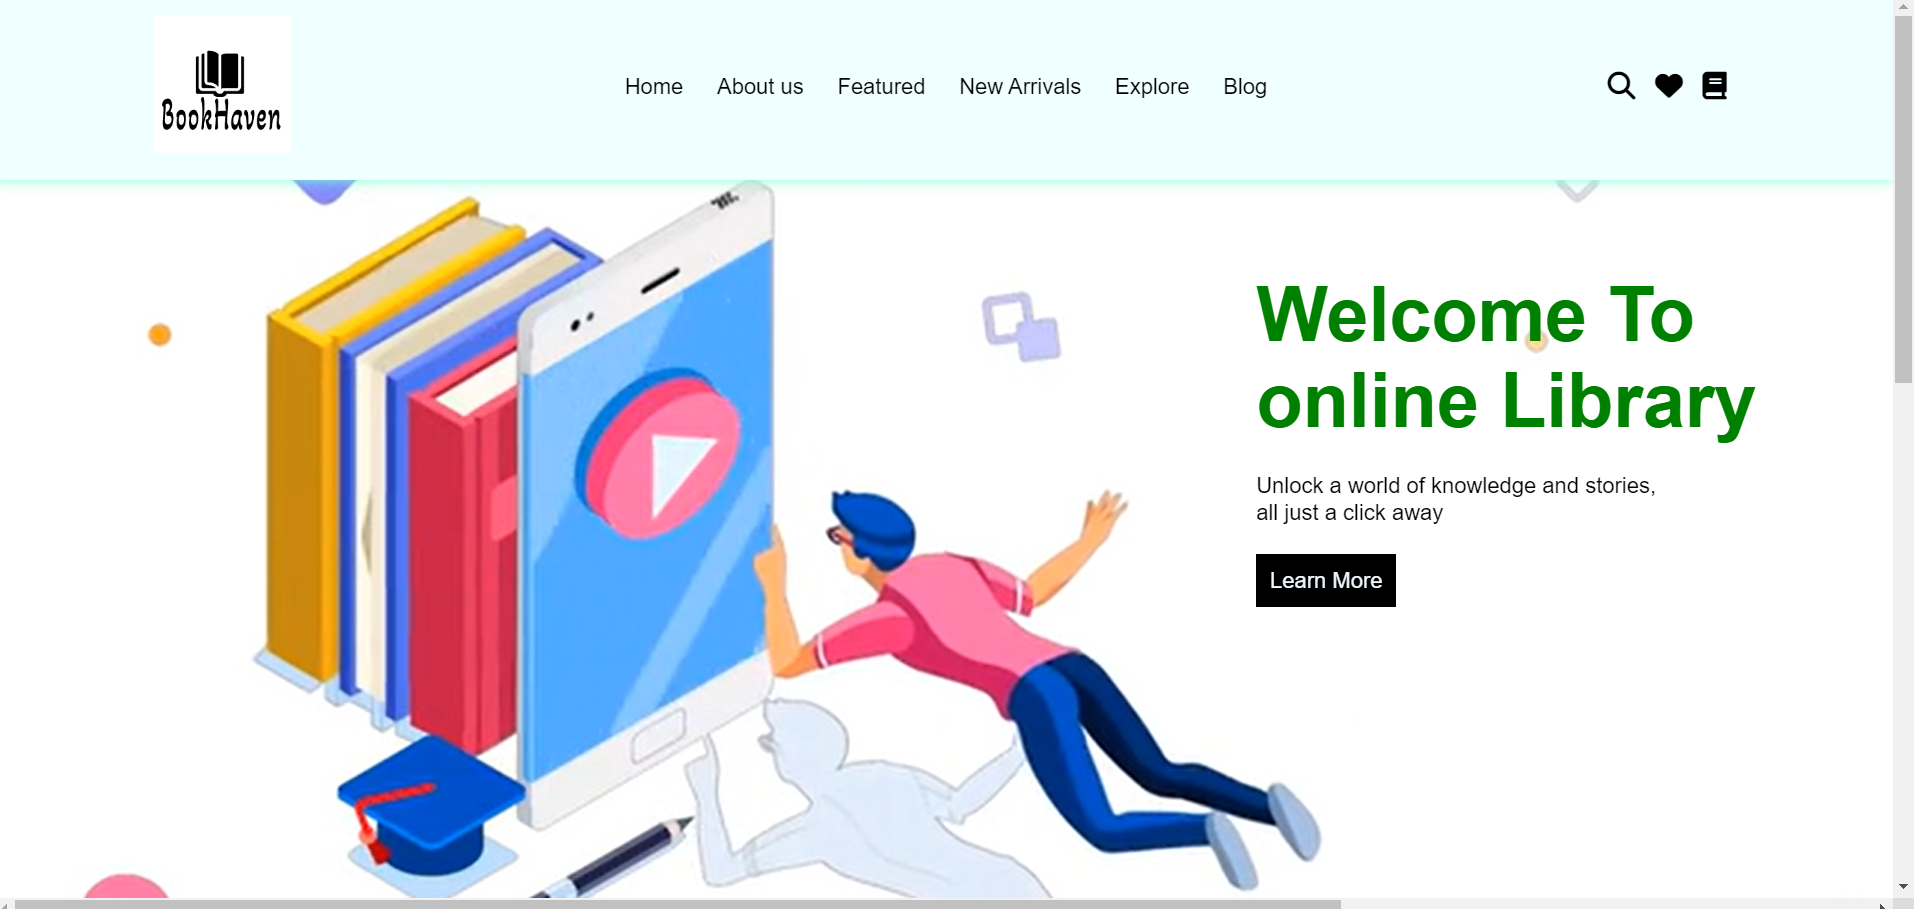 BookHaven
Home About us Featured New Arrivals Explore Blog
Welcome To
online Library
Unlock a world of knowledge and stories,
all just a click away
Learn More